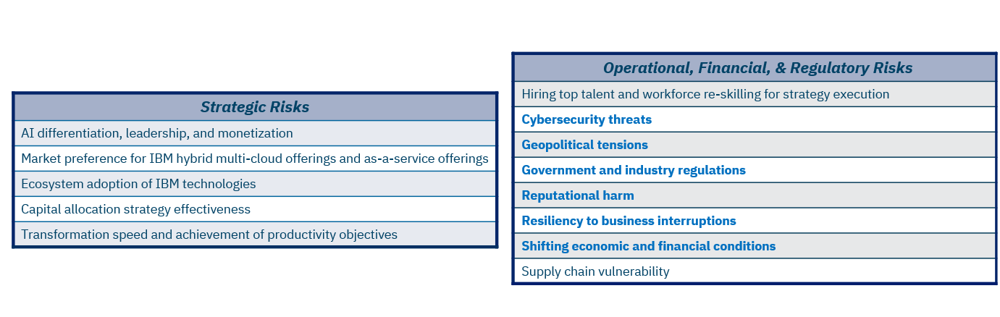 Strategic Risks
AI differentiation, leadership, and monetization
Market preference for IBM hybrid multi-cloud offerings and as-a-service offerings
Ecosystem adoption of IBM technologies
Capital allocation strategy effectiveness
Transformation speed and achievement of productivity objectives
Operational, Financial, & Regulatory Risks
Hiring top talent and workforce re-skilling for strategy execution
Cybersecurity threats
Geopolitical tensions
Government and industry regulations
Reputational harm
Resiliency to business interruptions
Shifting economic and financial conditions
Supply chain vulnerability